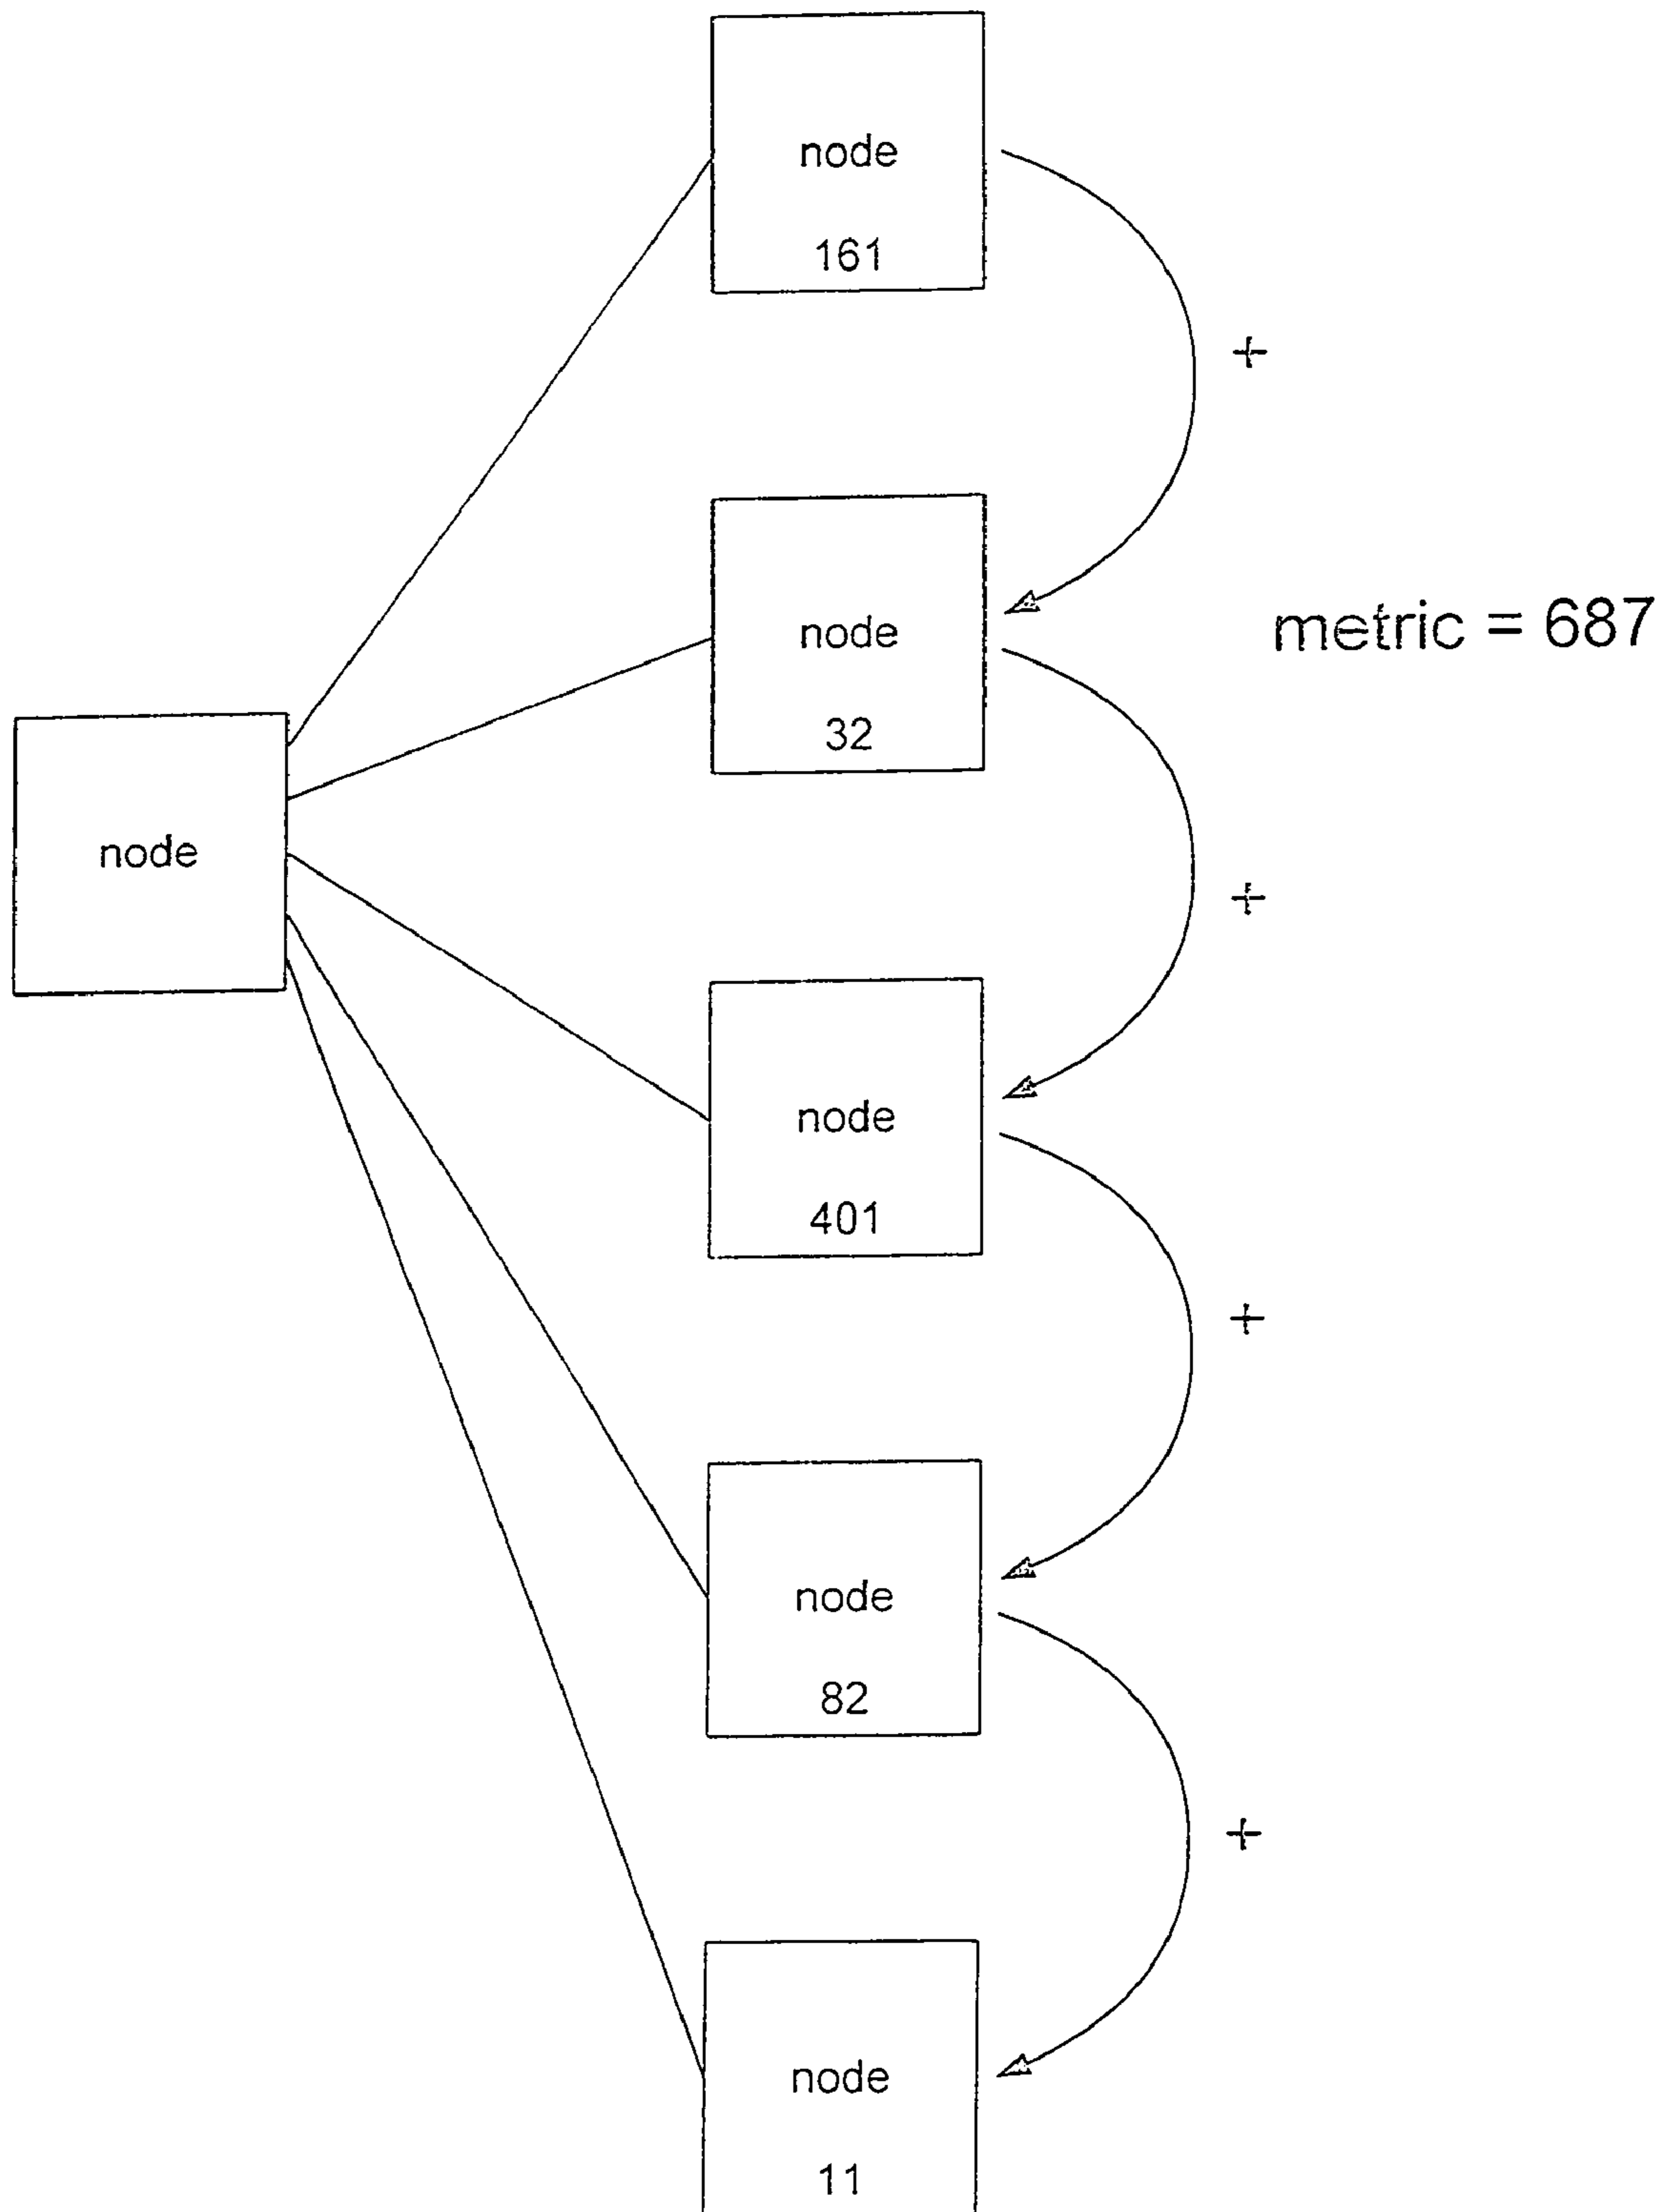 node
161
+
node
32
metric = 687
node
+
node
401
+
node
82
+
node
11